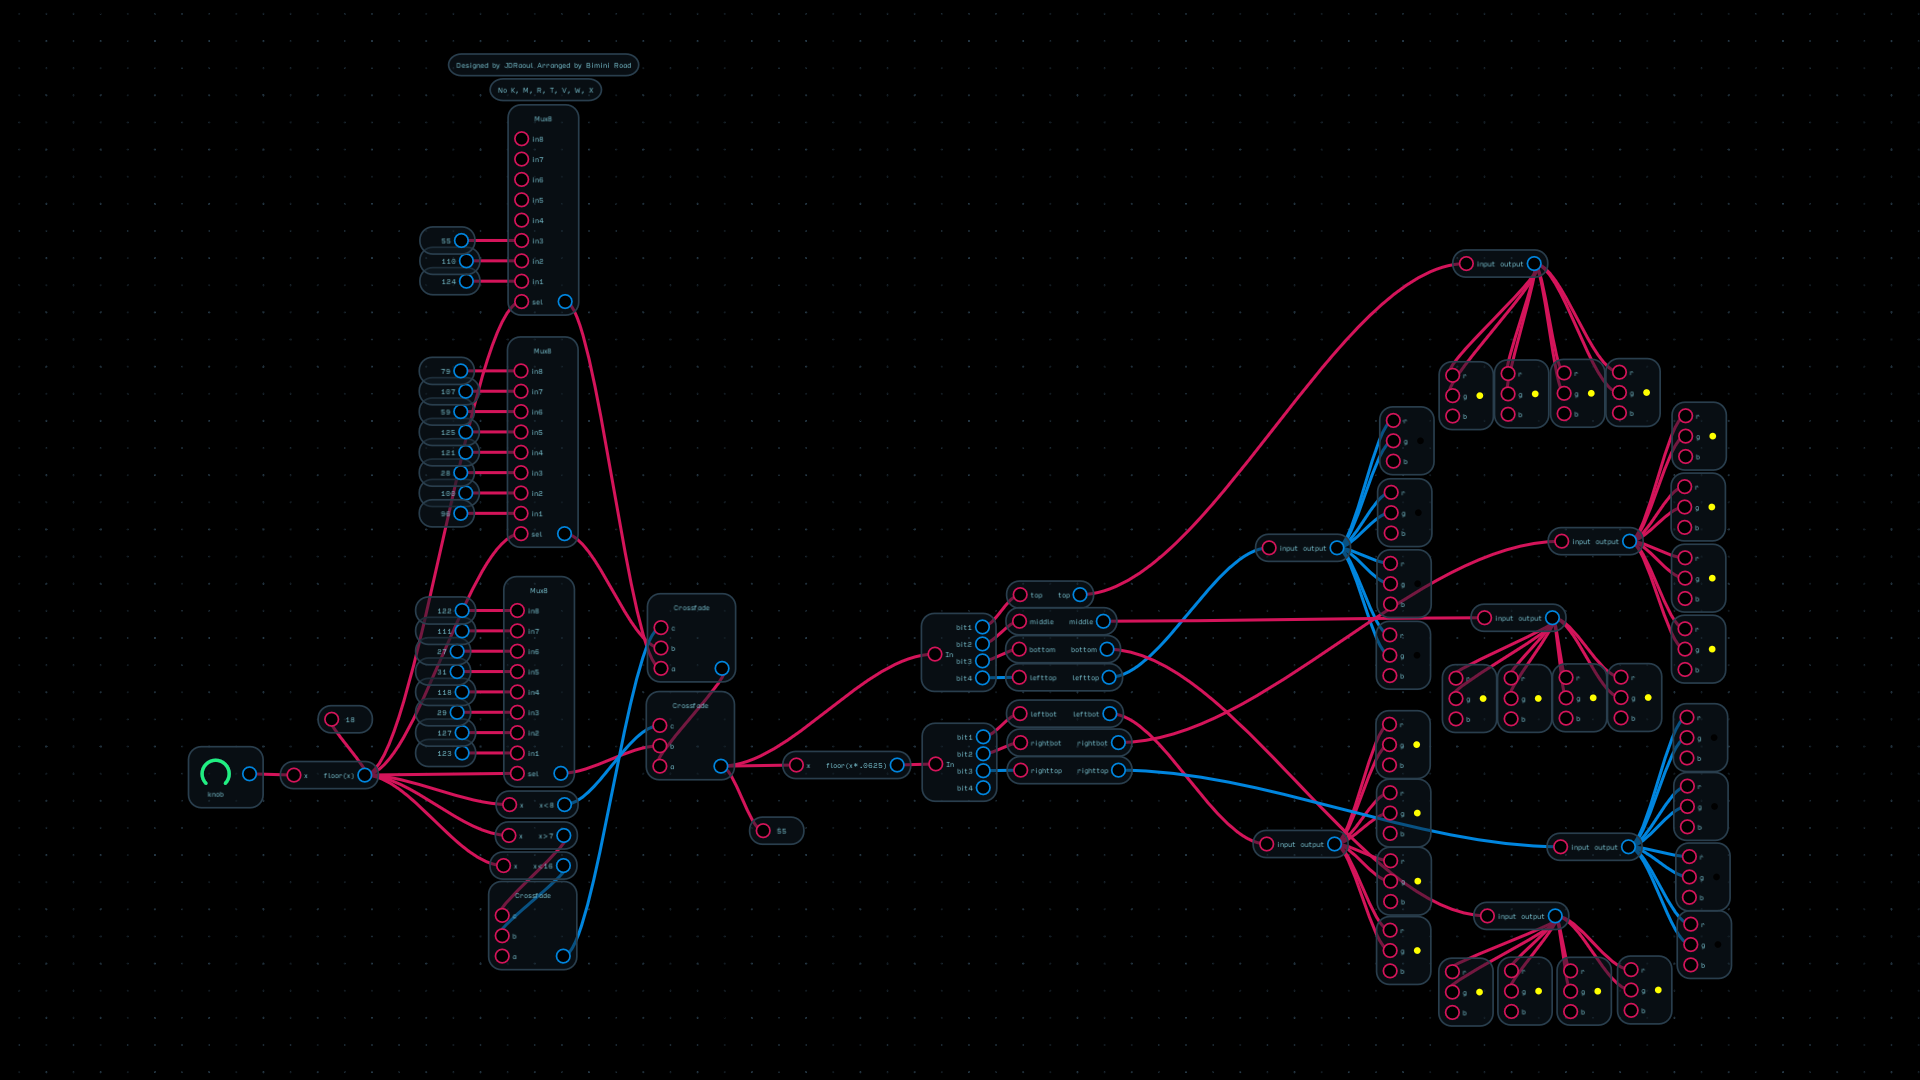 Designed by JDRaoul Arranged by Bimini Road
No K, M, R, T, V, W, X
Mux8
in8
in7
in6
in5
in4
55 in3
110 in2
124 in1
sel
Mux8
79 in8
107 in7
59 in6
125 in5
121 in4
28 in3
in2
in1
sel
Mux8
122 in8
111 in7
27 in6
31 in5
118 in4
29 in3
127 in2
123 in1
sel
18
knob
x floor(x)
x x<8
x x>7
x x<16
Crossfade
c
b
a
Crossfade
c
b
a
Crossfade
c
b
a
55
x floor(x*.0625)
In bit1
bit2
bit3
bit4
In bit1
bit2
bit3
bit4
top top
middle middle
bottom bottom
lefttop lefttop
leftbot leftbot
rightbot rightbot
righttop righttop
input output
r r r r
g g g g
b b b b
input output
r
g
b
r
g
b
r
g
b
r
g
b
input output
r
g
b
r
g
b
r
g
b
r
g
b
input output
r r r r
g g g g
b b b b
input output
r
g
b
r
g
b
r
g
b
r
g
b
input output
r
g
b
r
g
b
r
g
b
r
g
b
input output
r r r r
g g g g
b b b b